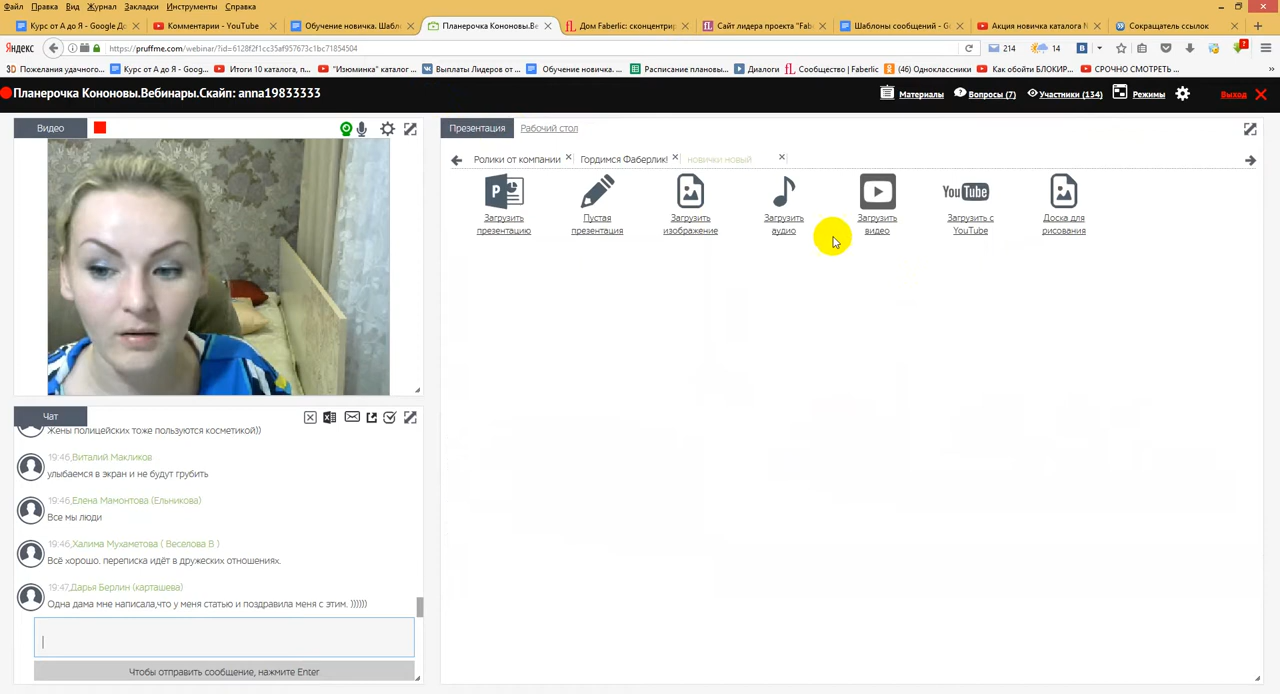 Файл Правка Вид Журнал Закладки Инструменты Справка
Курс от А до Я - Google До
Комментарии - YouTube
Обучение новичка. Шабл
Планерочка Кононовы.Ве
Дом Faberlic: сконцентрир
Сайт лидера проекта "Fab
Шаблоны сообщений - Go
Акция новичка каталога №
Сокращатель ссылок
Яндекс
https://pruffme.com/webinar/?id=6128f2f1cc35af957673c1bc71854504
214
14
7
Пожелания удачного...
Курс от А до Я - Goog...
Итоги 10 каталога, п...
"Изюминка" каталог ...
Выплаты Лидеров от ...
Обучение новичка. ...
Расписание плановы...
Диалоги
Сообщество | Faberlic
(46) Одноклассники
Как обойти БЛОКИР...
СРОЧНО СМОТРЕТЬ ...
Планерочка Кононовы.Вебинары.Скайп: anna19833333
Материалы
Вопросы (7)
Участники (134)
Режимы
Выход
Видео
Презентация
Рабочий стол
Ролики от компании
Гордимся Фаберлик!
новички новый
Загрузить презентацию
Пустая презентация
Загрузить изображение
Загрузить аудио
Загрузить видео
YouTube
Загрузить с YouTube
Доска для рисования
Чат
Жены полицейских тоже пользуются косметикой))
19:46,Виталий Макликов
улыбаемся в экран и не будут грубить
19:46,Елена Мамонтова (Ельникова)
Все мы люди
19:46,Халима Мухаметова ( Веселова В )
Всё хорошо. переписка идёт в дружеских отношениях.
19:47,Дарья Берлин (карташева)
Одна дама мне написала,что у меня статью и поздравила меня с этим. ))))))
Чтобы отправить сообщение, нажмите Enter